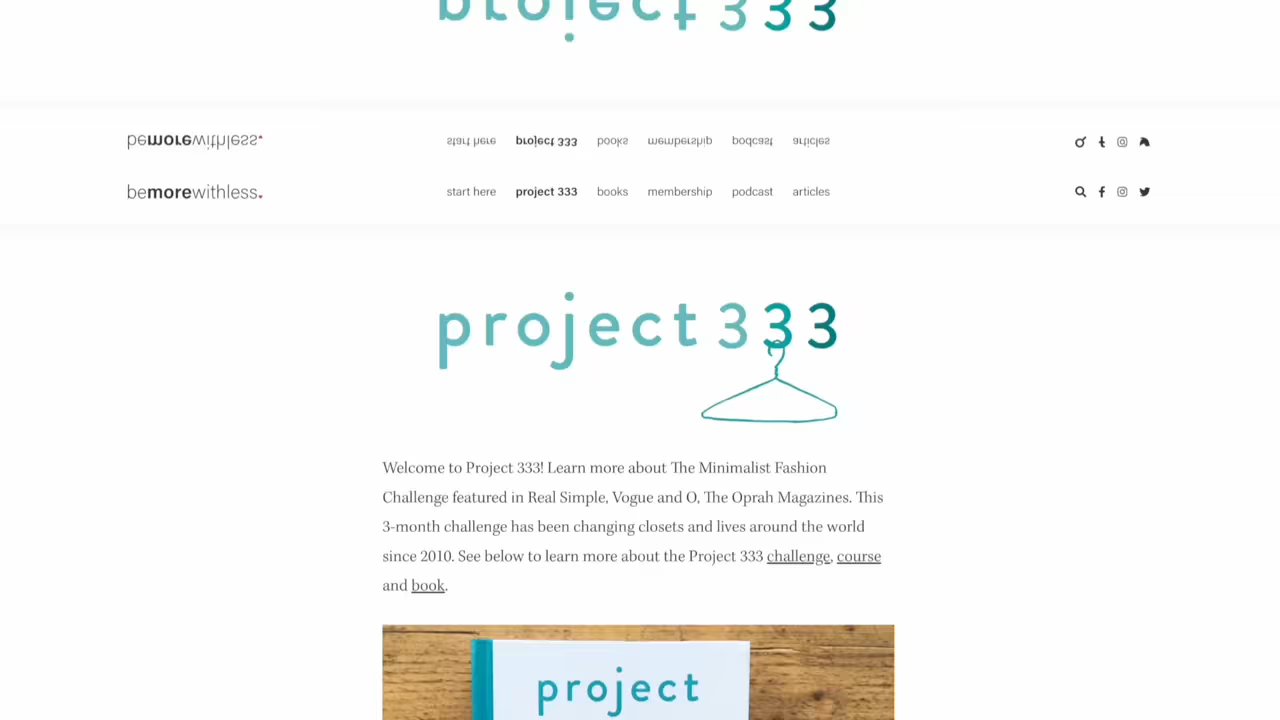 project 333
bemorewithless.
start here project 333 books membership podcast articles
bemorewithless.
start here project 333 books membership podcast articles
project 333
Welcome to Project 333! Learn more about The Minimalist Fashion
Challenge featured in Real Simple, Vogue and O, The Oprah Magazines. This
3-month challenge has been changing closets and lives around the world
since 2010. See below to learn more about the Project 333 challenge, course
and book.
project